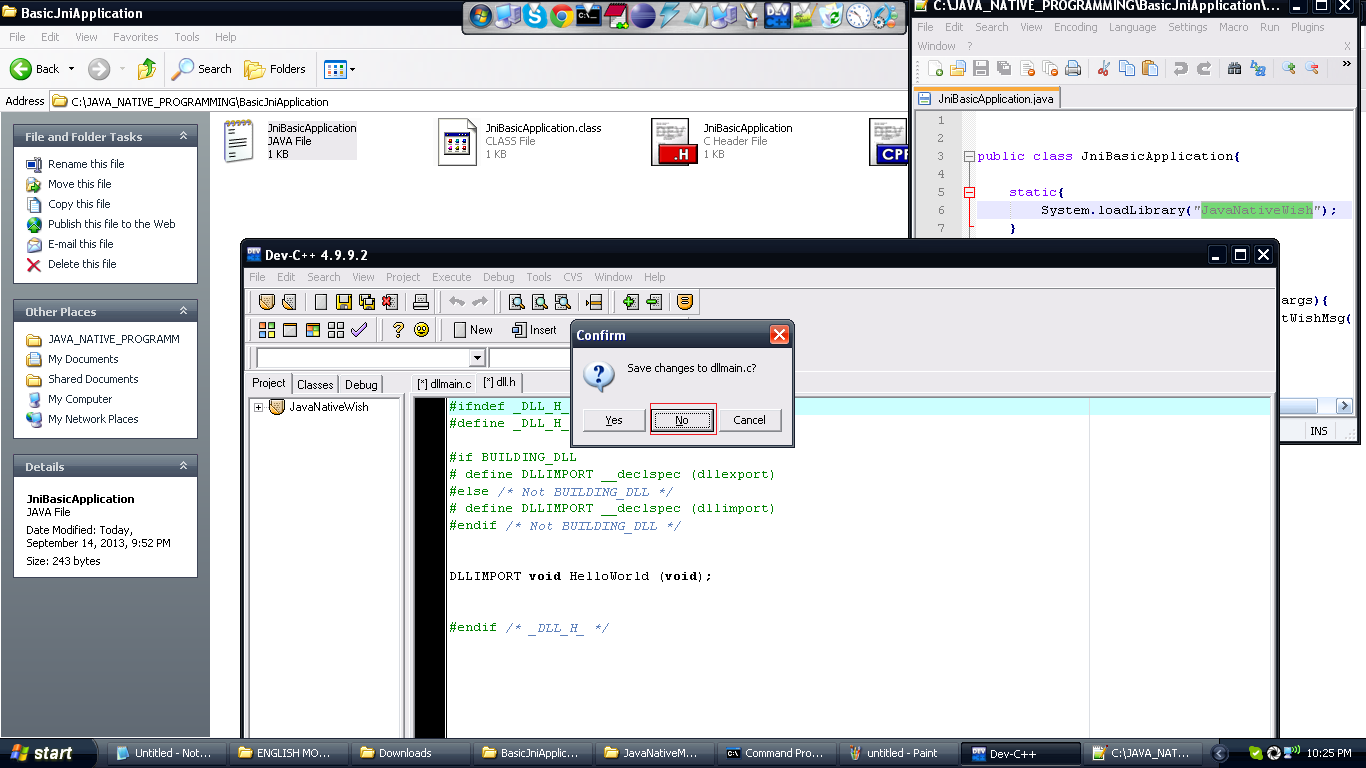 BasicJniApplication
File Edit View Favorites Tools Help
Back Search Folders
Address C:\JAVA_NATIVE_PROGRAMMING\BasicJniApplication
File and Folder Tasks
Rename this file
Move this file
Copy this file
Publish this file to the Web
E-mail this file
Delete this file
Other Places
JAVA_NATIVE_PROGRAMM
My Documents
Shared Documents
My Computer
My Network Places
Details
JniBasicApplication
JAVA File
Date Modified: Today,
September 14, 2013, 9:52 PM
Size: 243 bytes
JniBasicApplication
JAVA File
1 KB
JniBasicApplication.class
CLASS File
DEV
.H
JniBasicApplication
C Header File
1 KB
DEV
CPP
C:\JAVA_NATIVE_PROGRAMMING\BasicJniApplication\...
File Edit Search View Encoding Language Settings Macro Run Plugins
Window ? X
JniBasicApplication.java
1
2
3 public class JniBasicApplication{
4
5 static{
6 System.loadLibrary("JavaNativeWish");
7 }
args){
tWishMsg(
INS
Dev-C++ 4.9.9.2
File Edit Search View Project Execute Debug Tools CVS Window Help
New Insert
Project Classes Debug
JavaNativeWish
[*] dllmain.c [*] dll.h
#ifndef _DLL_H_
#define _DLL_H_
#if BUILDING_DLL
# define DLLIMPORT __declspec (dllexport)
#else /* Not BUILDING_DLL */
# define DLLIMPORT __declspec (dllimport)
#endif /* Not BUILDING_DLL */
DLLIMPORT void HelloWorld (void);
#endif /* _DLL_H_ */
Confirm
Save changes to dllmain.c?
Yes No Cancel
start
Untitled - Not...
ENGLISH MO...
Downloads
BasicJniApplic...
JavaNativeM...
Command Pro...
untitled - Paint
Dev-C++
C:\JAVA_NAT...
10:25 PM